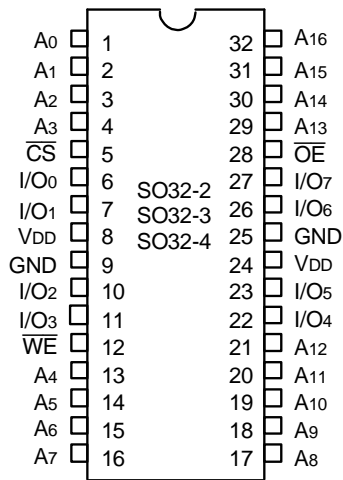 A0 1 32 A16
A1 2 31 A15
A2 3 30 A14
A3 4 29 A13
C̅S̅ 5 28 O̅E̅
I/O0 6 27 I/O7
I/O1 7 SO32-2 26 I/O6
VDD 8 SO32-3 25 GND
GND 9 SO32-4 24 VDD
I/O2 10 23 I/O5
I/O3 11 22 I/O4
W̅E̅ 12 21 A12
A4 13 20 A11
A5 14 19 A10
A6 15 18 A9
A7 16 17 A8